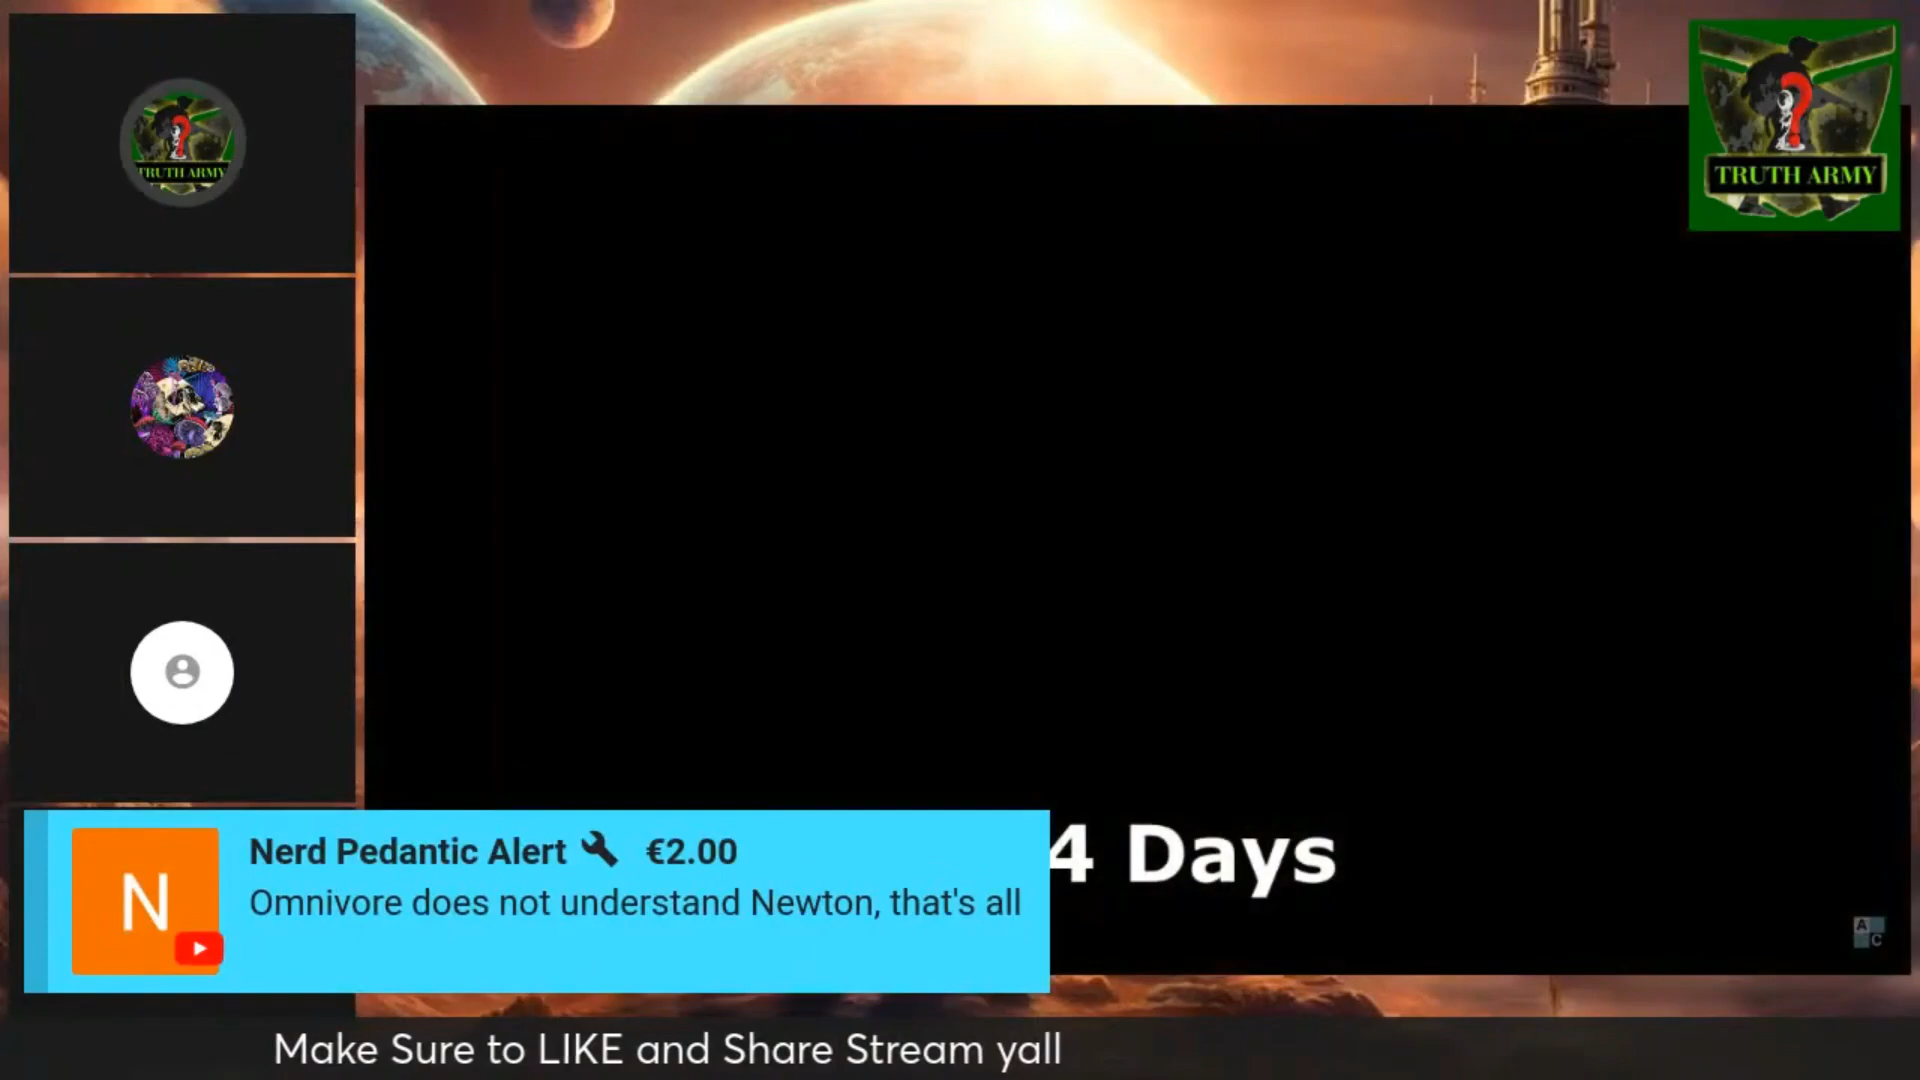 TRUTH ARMY
TRUTH ARMY
Nerd Pedantic Alert €2.00
N
Omnivore does not understand Newton, that's all
4 Days
A
C
Make Sure to LIKE and Share Stream yall